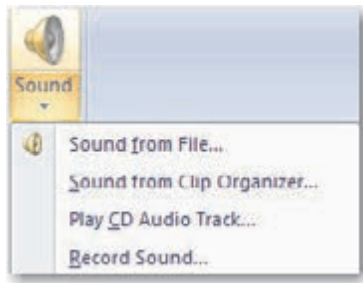 Sound
Sound from File...
Sound from Clip Organizer...
Play CD Audio Track...
Record Sound...